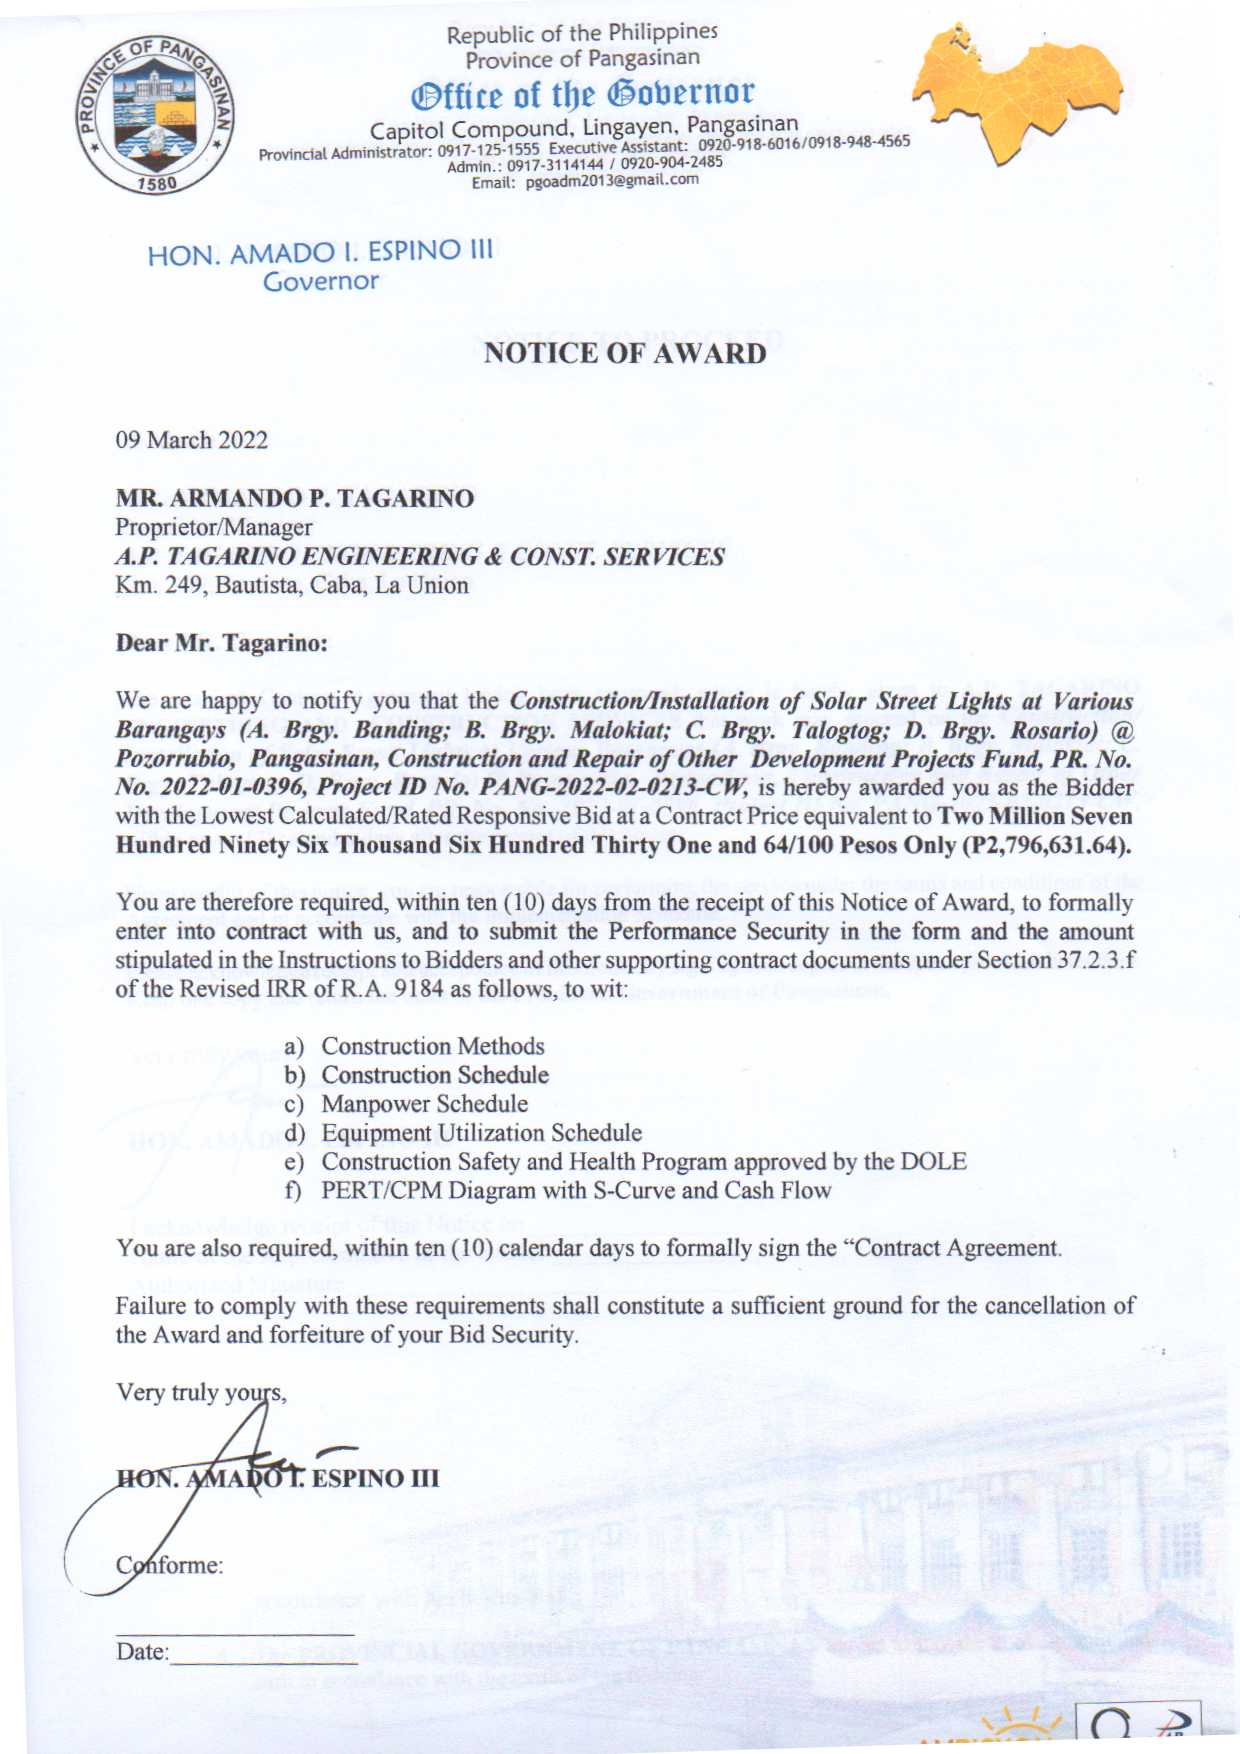 PROVINCE OF PANGASINAN
1580
Republic of the Philippines
Province of Pangasinan
Office of the Governor
Capitol Compound, Lingayen, Pangasinan
Provincial Administrator: 0917-125-1555 Executive Assistant: 0920-918-6016/0918-948-4565
Admin.: 0917-3114144 / 0920-904-2485
Email: pgoadm2013@gmail.com
HON. AMADO I. ESPINO III
Governor
NOTICE OF AWARD
09 March 2022
MR. ARMANDO P. TAGARINO
Proprietor/Manager
A.P. TAGARINO ENGINEERING & CONST. SERVICES
Km. 249, Bautista, Caba, La Union
Dear Mr. Tagarino:
We are happy to notify you that the Construction/Installation of Solar Street Lights at Various
Barangays (A. Brgy. Banding; B. Brgy. Malokiat; C. Brgy. Talogtog; D. Brgy. Rosario) @
Pozorrubio, Pangasinan, Construction and Repair of Other Development Projects Fund, PR. No.
No. 2022-01-0396, Project ID No. PANG-2022-02-0213-CW, is hereby awarded you as the Bidder
with the Lowest Calculated/Rated Responsive Bid at a Contract Price equivalent to Two Million Seven
Hundred Ninety Six Thousand Six Hundred Thirty One and 64/100 Pesos Only (P2,796,631.64).
You are therefore required, within ten (10) days from the receipt of this Notice of Award, to formally
enter into contract with us, and to submit the Performance Security in the form and the amount
stipulated in the Instructions to Bidders and other supporting contract documents under Section 37.2.3.f
of the Revised IRR of R.A. 9184 as follows, to wit:
a) Construction Methods
b) Construction Schedule
c) Manpower Schedule
d) Equipment Utilization Schedule
e) Construction Safety and Health Program approved by the DOLE
f) PERT/CPM Diagram with S-Curve and Cash Flow
You are also required, within ten (10) calendar days to formally sign the “Contract Agreement.
Failure to comply with these requirements shall constitute a sufficient ground for the cancellation of
the Award and forfeiture of your Bid Security.
Very truly yours,
HON. AMADO I. ESPINO III
Conforme:
Date: